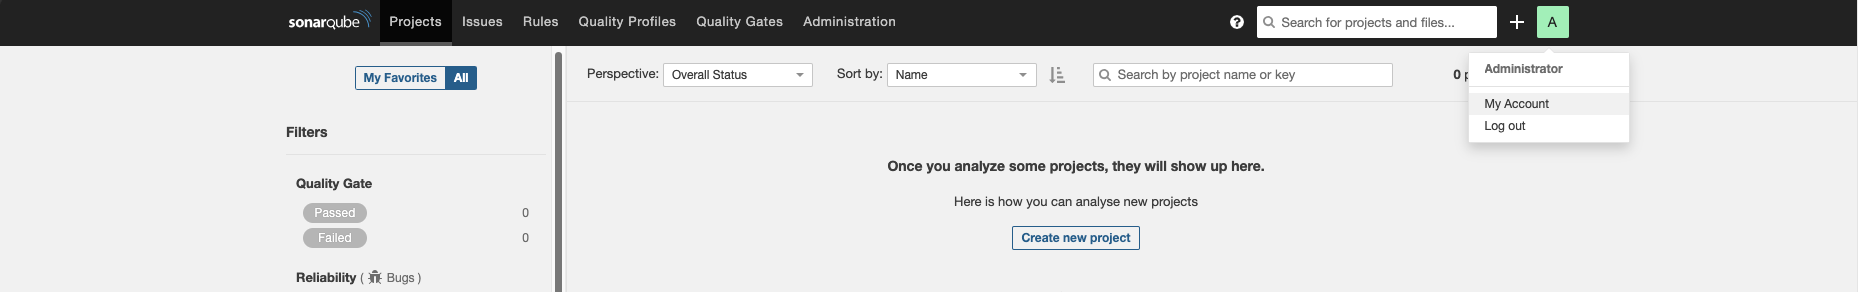 sonarqube Projects Issues Rules Quality Profiles Quality Gates Administration ? Search for projects and files... + A
My Favorites All
Perspective: Overall Status Sort by: Name Search by project name or key 0 p
Administrator
My Account
Log out
Filters
Quality Gate
Passed 0
Failed 0
Reliability ( Bugs )
Once you analyze some projects, they will show up here.
Here is how you can analyse new projects
Create new project